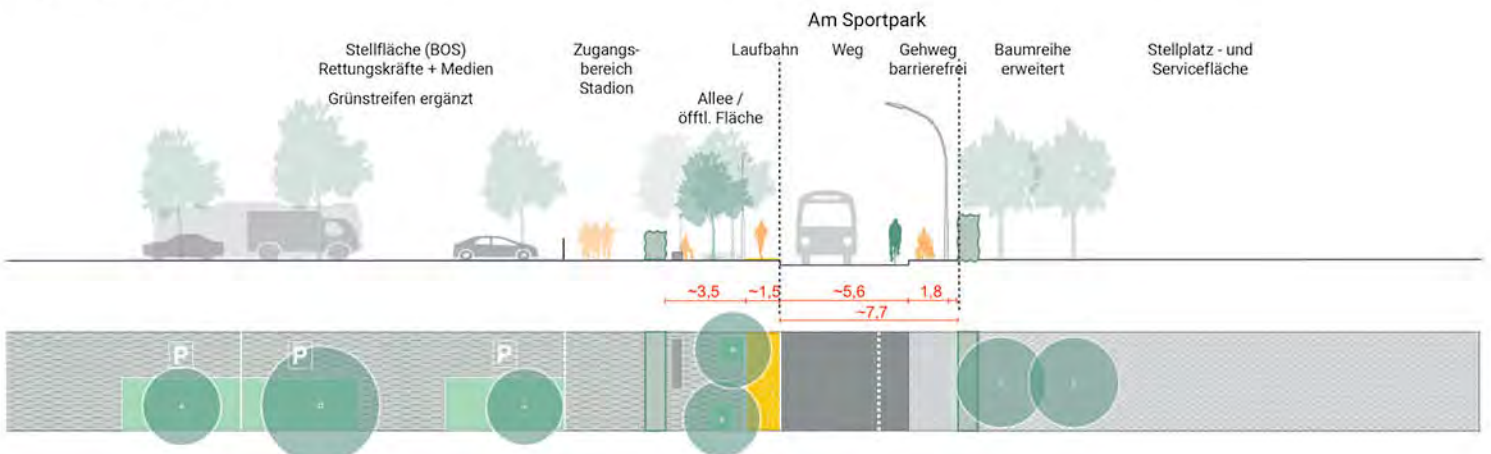 Am Sportpark
Stellfläche (BOS)
Rettungskräfte + Medien
Grünstreifen ergänzt
Zugangs-
bereich
Stadion
Allee /
öfftl. Fläche
Laufbahn
Weg
Gehweg
barrierefrei
Baumreihe
erweitert
Stellplatz - und
Servicefläche
~3,5
~1,5
~5,6
1,8
~7,7
P
P
P